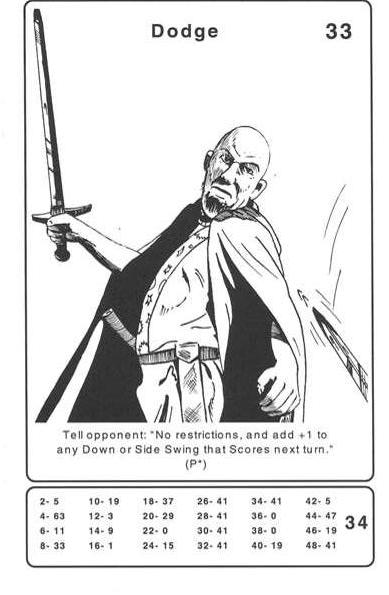 Dodge 33
Tell opponent: "No restrictions, and add +1 to
any Down or Side Swing that Scores next turn."
(P*)
2- 5 10- 19 18- 37 26- 41 34- 41 42- 5
4- 63 12- 3 20- 29 28- 41 36- 0 44- 47
34
6- 11 14- 9 22- 0 30- 41 38- 0 46- 19
8- 33 16- 1 24- 15 32- 41 40- 19 48- 41